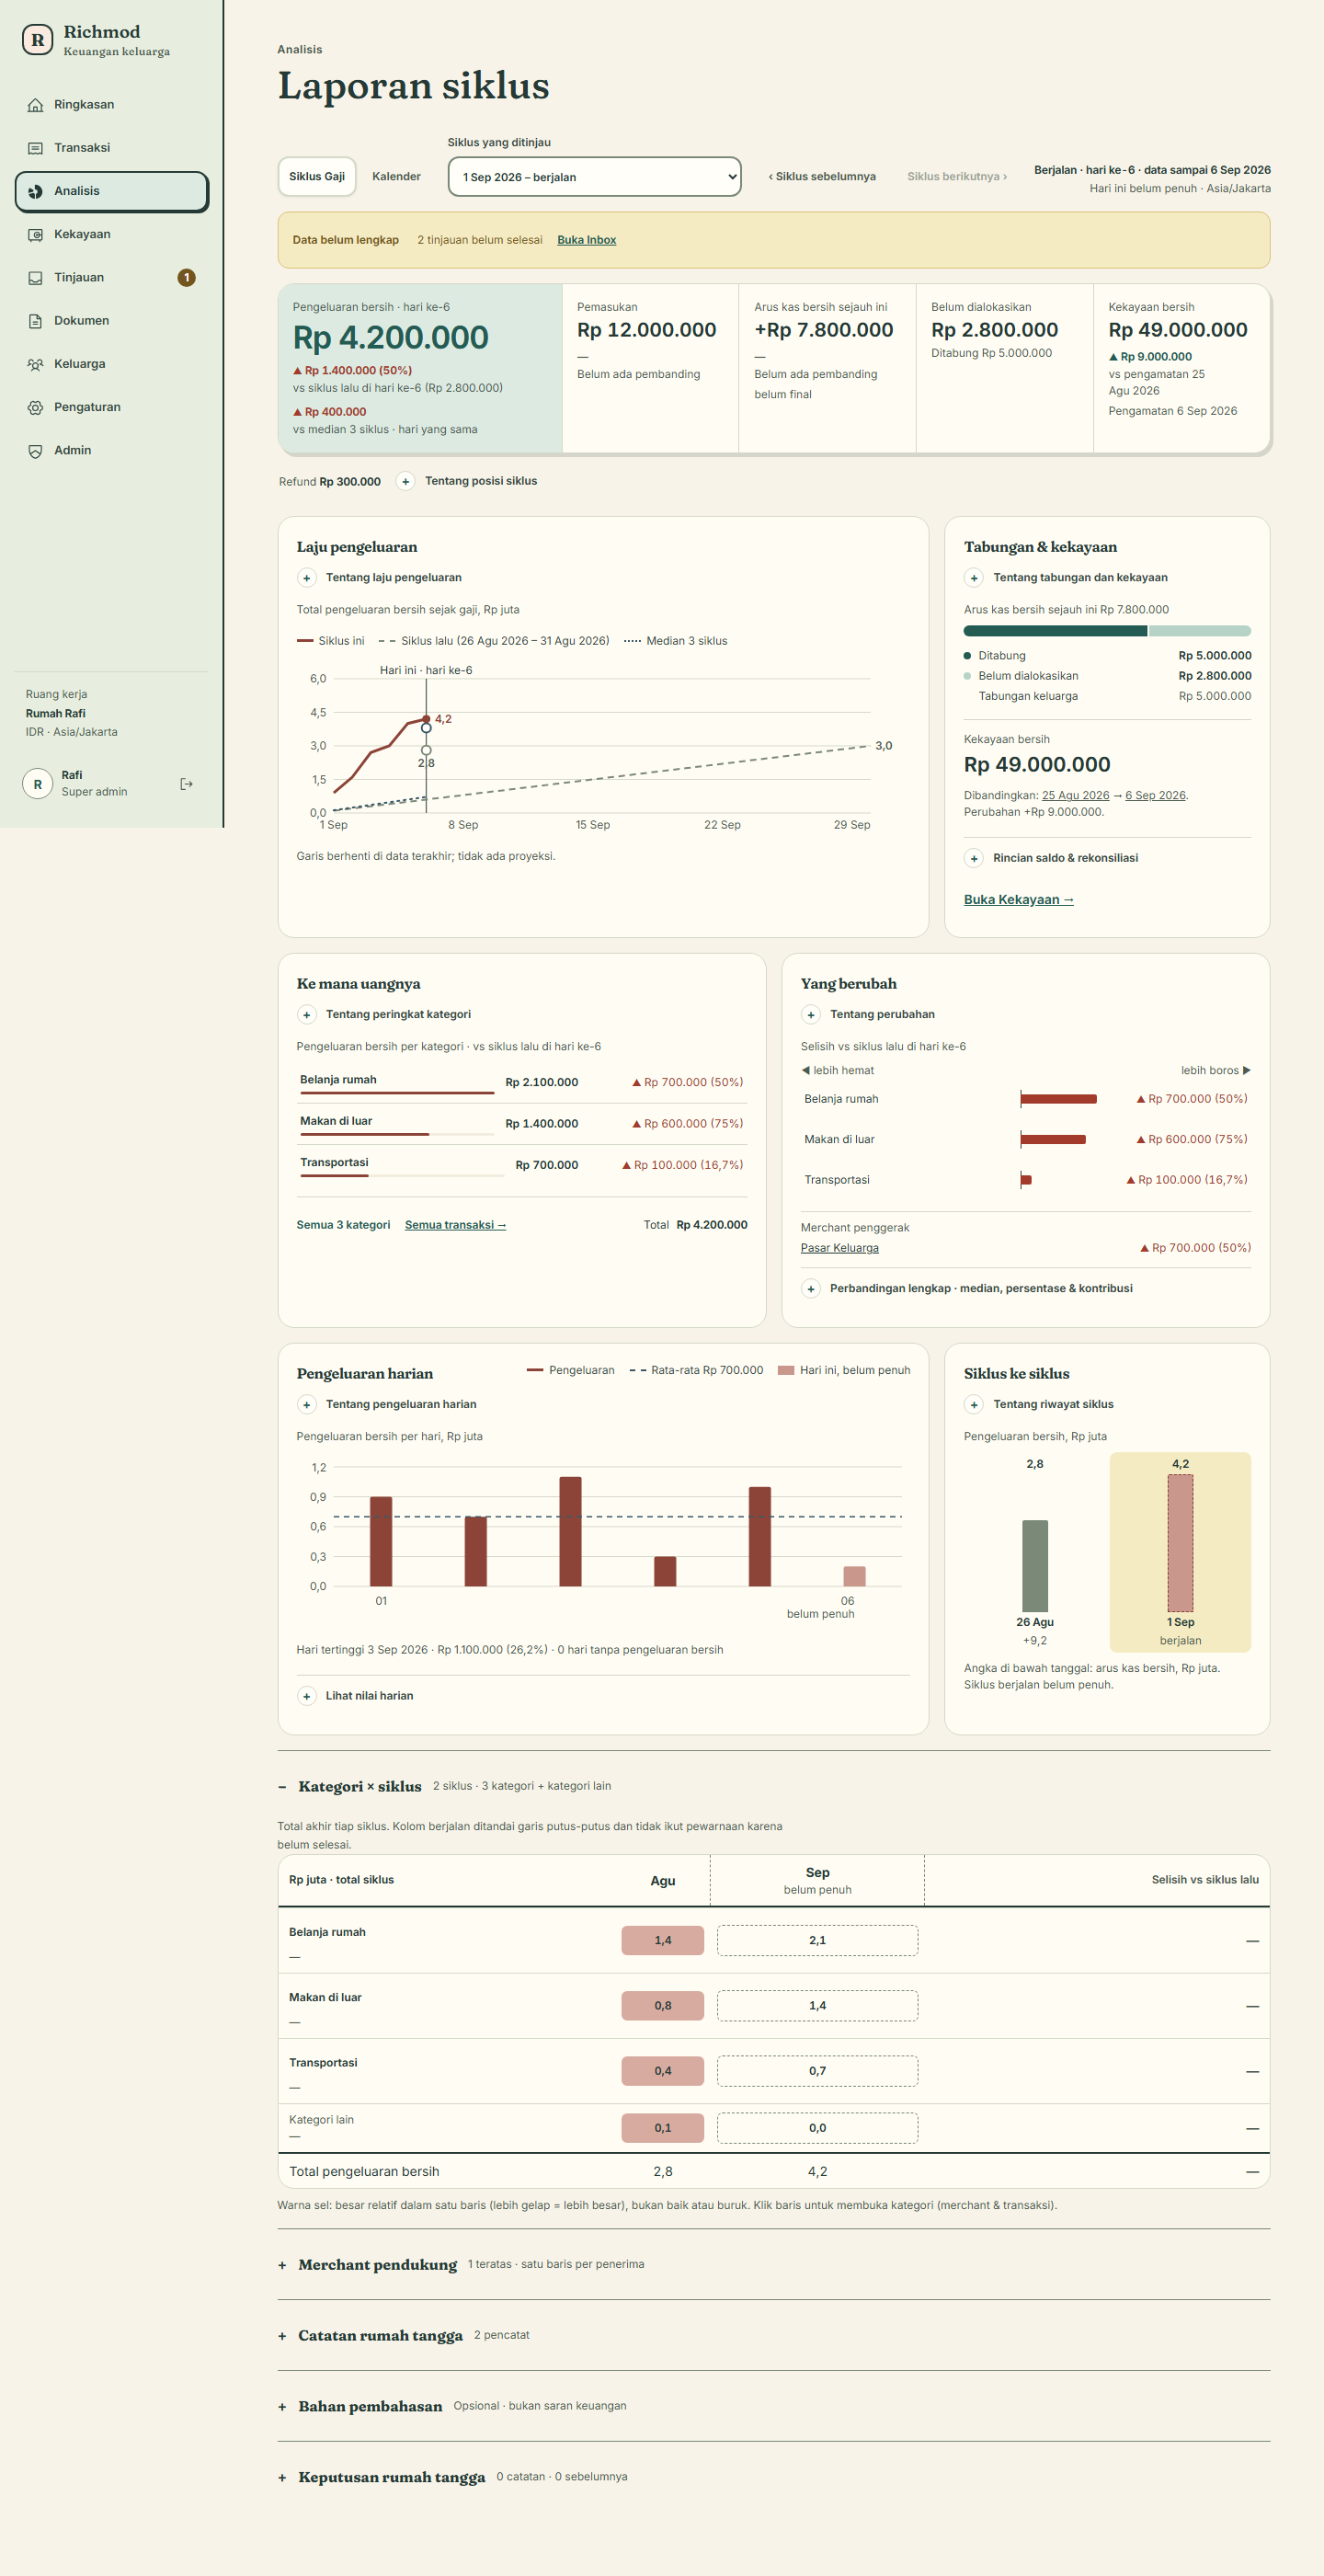 R
Richmod
Keuangan keluarga
Ringkasan
Transaksi
Analisis
Kekayaan
Tinjauan 1
Dokumen
Keluarga
Pengaturan
Admin
Ruang kerja
Rumah Rafi
IDR · Asia/Jakarta
R
Rafi
Super admin
Analisis
Laporan siklus
Siklus Gaji
Kalender
Siklus yang ditinjau
1 Sep 2026 – berjalan
‹ Siklus sebelumnya
Siklus berikutnya ›
Berjalan · hari ke-6 · data sampai 6 Sep 2026
Hari ini belum penuh · Asia/Jakarta
Data belum lengkap 2 tinjauan belum selesai Buka Inbox
Pengeluaran bersih · hari ke-6
Rp 4.200.000
▲ Rp 1.400.000 (50%)
vs siklus lalu di hari ke-6 (Rp 2.800.000)
▲ Rp 400.000
vs median 3 siklus · hari yang sama
Pemasukan
Rp 12.000.000
—
Belum ada pembanding
Arus kas bersih sejauh ini
+Rp 7.800.000
—
Belum ada pembanding
belum final
Belum dialokasikan
Rp 2.800.000
Ditabung Rp 5.000.000
Kekayaan bersih
Rp 49.000.000
▲ Rp 9.000.000
vs pengamatan 25
Agu 2026
Pengamatan 6 Sep 2026
Refund Rp 300.000 + Tentang posisi siklus
Laju pengeluaran
+ Tentang laju pengeluaran
Total pengeluaran bersih sejak gaji, Rp juta
Siklus ini Siklus lalu (26 Agu 2026 – 31 Agu 2026) Median 3 siklus
Hari ini · hari ke-6
6,0
4,5
3,0
1,5
0,0
4,2
2,8
3,0
1 Sep 8 Sep 15 Sep 22 Sep 29 Sep
Garis berhenti di data terakhir; tidak ada proyeksi.
Tabungan & kekayaan
+ Tentang tabungan dan kekayaan
Arus kas bersih sejauh ini Rp 7.800.000
Ditabung Rp 5.000.000
Belum dialokasikan Rp 2.800.000
Tabungan keluarga Rp 5.000.000
Kekayaan bersih
Rp 49.000.000
Dibandingkan: 25 Agu 2026 → 6 Sep 2026.
Perubahan +Rp 9.000.000.
+ Rincian saldo & rekonsiliasi
Buka Kekayaan →
Ke mana uangnya
+ Tentang peringkat kategori
Pengeluaran bersih per kategori · vs siklus lalu di hari ke-6
Belanja rumah Rp 2.100.000 ▲ Rp 700.000 (50%)
Makan di luar Rp 1.400.000 ▲ Rp 600.000 (75%)
Transportasi Rp 700.000 ▲ Rp 100.000 (16,7%)
Semua 3 kategori Semua transaksi → Total Rp 4.200.000
Yang berubah
+ Tentang perubahan
Selisih vs siklus lalu di hari ke-6
◀ lebih hemat lebih boros ▶
Belanja rumah ▲ Rp 700.000 (50%)
Makan di luar ▲ Rp 600.000 (75%)
Transportasi ▲ Rp 100.000 (16,7%)
Merchant penggerak
Pasar Keluarga ▲ Rp 700.000 (50%)
+ Perbandingan lengkap · median, persentase & kontribusi
Pengeluaran harian
Pengeluaran Rata-rata Rp 700.000 Hari ini, belum penuh
+ Tentang pengeluaran harian
Pengeluaran bersih per hari, Rp juta
1,2
0,9
0,6
0,3
0,0
01 06
belum penuh
Hari tertinggi 3 Sep 2026 · Rp 1.100.000 (26,2%) · 0 hari tanpa pengeluaran bersih
+ Lihat nilai harian
Siklus ke siklus
+ Tentang riwayat siklus
Pengeluaran bersih, Rp juta
2,8 4,2
26 Agu 1 Sep
+9,2 berjalan
Angka di bawah tanggal: arus kas bersih, Rp juta.
Siklus berjalan belum penuh.
− Kategori × siklus 2 siklus · 3 kategori + kategori lain
Total akhir tiap siklus. Kolom berjalan ditandai garis putus-putus dan tidak ikut pewarnaan karena
belum selesai.
Rp juta · total siklus Agu Sep Selisih vs siklus lalu
belum penuh
Belanja rumah 1,4 2,1 —
—
Makan di luar 0,8 1,4 —
—
Transportasi 0,4 0,7 —
—
Kategori lain 0,1 0,0 —
—
Total pengeluaran bersih 2,8 4,2 —
Warna sel: besar relatif dalam satu baris (lebih gelap = lebih besar), bukan baik atau buruk. Klik baris untuk membuka kategori (merchant & transaksi).
+ Merchant pendukung 1 teratas · satu baris per penerima
+ Catatan rumah tangga 2 pencatat
+ Bahan pembahasan Opsional · bukan saran keuangan
+ Keputusan rumah tangga 0 catatan · 0 sebelumnya